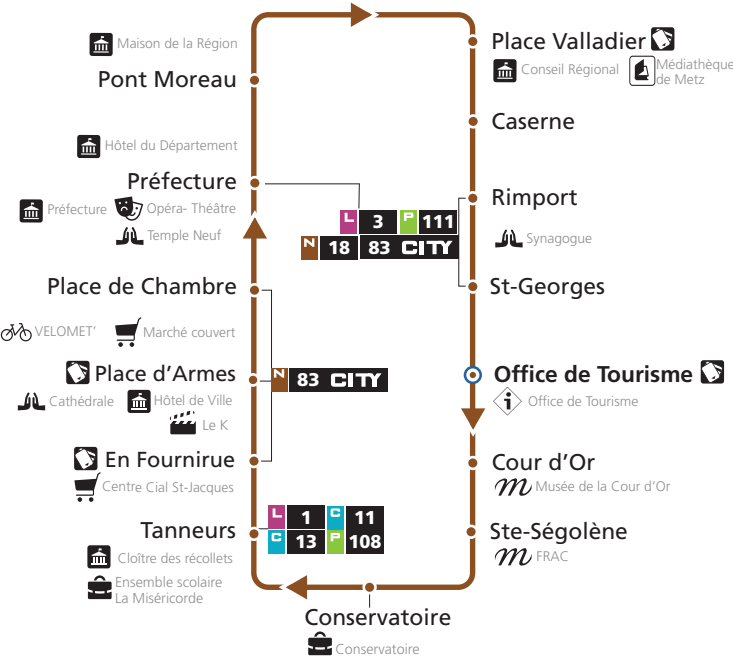 Maison de la Région
Pont Moreau
Hôtel du Département
Préfecture
Préfecture Opéra- Théâtre
Temple Neuf
Place de Chambre
VELOMET' Marché couvert
Place d'Armes
Cathédrale Hôtel de Ville
Le K
En Fournirue
Centre Cial St-Jacques
Tanneurs
Cloître des récollets
Ensemble scolaire
La Miséricorde
L 3 P 111
N 18 83 CITY
N 83 CITY
L 1 C 11
C 13 P 108
Place Valladier
Conseil Régional Médiathèque
de Metz
Caserne
Rimport
Synagogue
St-Georges
Office de Tourisme
i Office de Tourisme
Cour d'Or
m Musée de la Cour d'Or
Ste-Ségolène
m FRAC
Conservatoire
Conservatoire